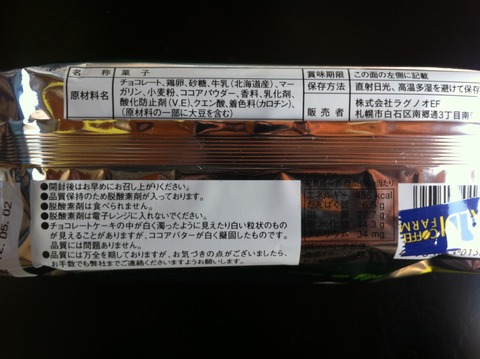 名 称 菓 子
原材料名 チョコレート、鶏卵、砂糖、牛乳(北海道産)、マー
ガリン、小麦粉、ココアパウダー、香料、乳化剤、
酸化防止剤(V.E)、クエン酸、着色料(カロチン)、
(原材料の一部に大豆を含む)
賞味期限 この面の左側に記載
保存方法 直射日光、高温多湿を避けて保存
販 売 者 株式会社ラグノオEF
札幌市白石区南郷通3丁目南
●開封後はお早めにお召し上がりください。
●品質保持のため脱酸素剤が入っております。
●脱酸素剤は食べられません。
●脱酸素剤は電子レンジに入れないでください。
●チョコレートケーキの中が白く濁ったように見えたり白い粒状のもの
が見えることがありますが、ココアバターが白く凝固したものです。
品質には問題ありません。
●品質には万全を期しておりますが、お気づきの点がございましたら、
お手数でも弊社までご連絡くださいますようお願いします。
たんぱく質
34 mg
COFFEE
FARM
05. 02